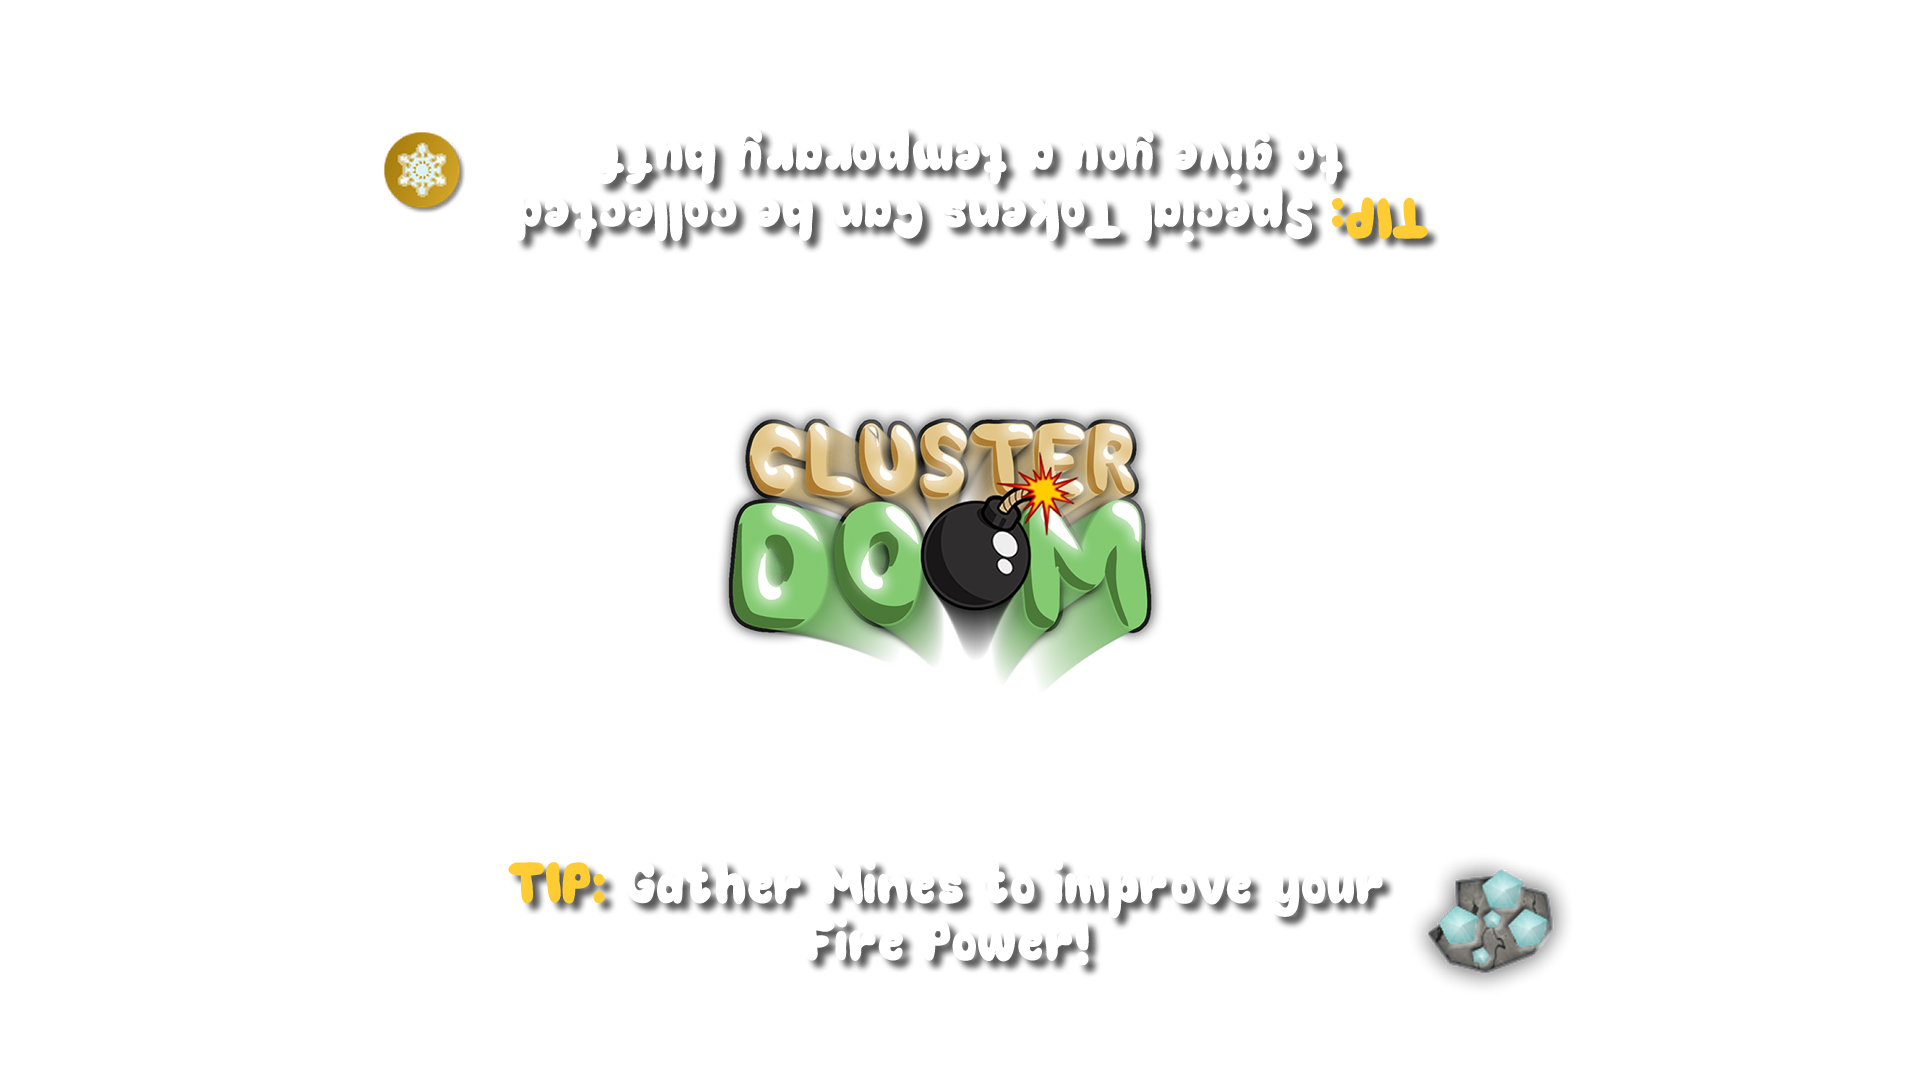 TIP: Special Tokens Can be collected
to give you a temporary buff
CLUSTER
DOOM
TIP: Gather Mines to improve your
Fire Power!